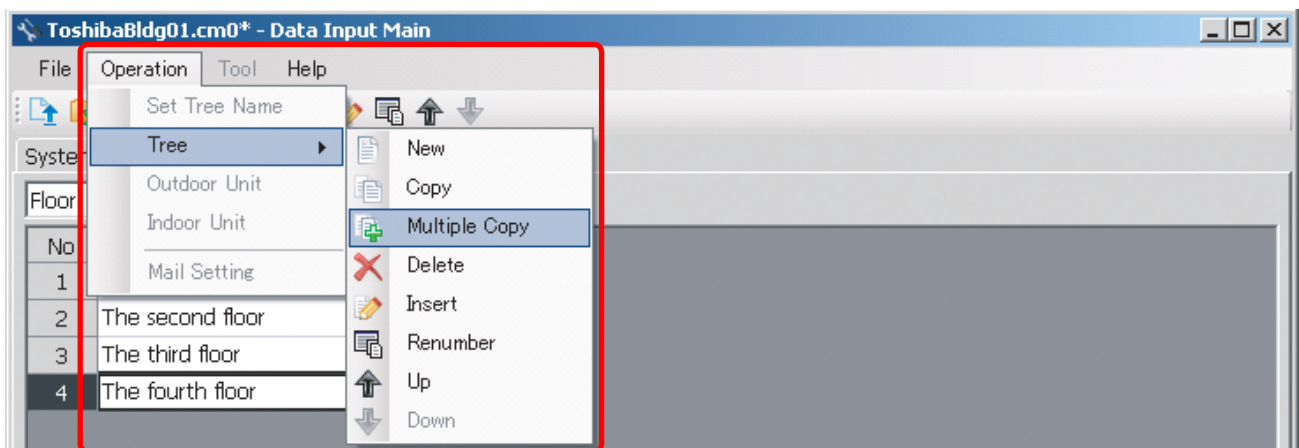 ToshibaBldg01.cm0* - Data Input Main
File Operation Tool Help
Set Tree Name
Tree
Outdoor Unit
Indoor Unit
Mail Setting
New
Copy
Multiple Copy
Delete
Insert
Renumber
Up
Down
Syste
Floor
No
1
2 The second floor
3 The third floor
4 The fourth floor